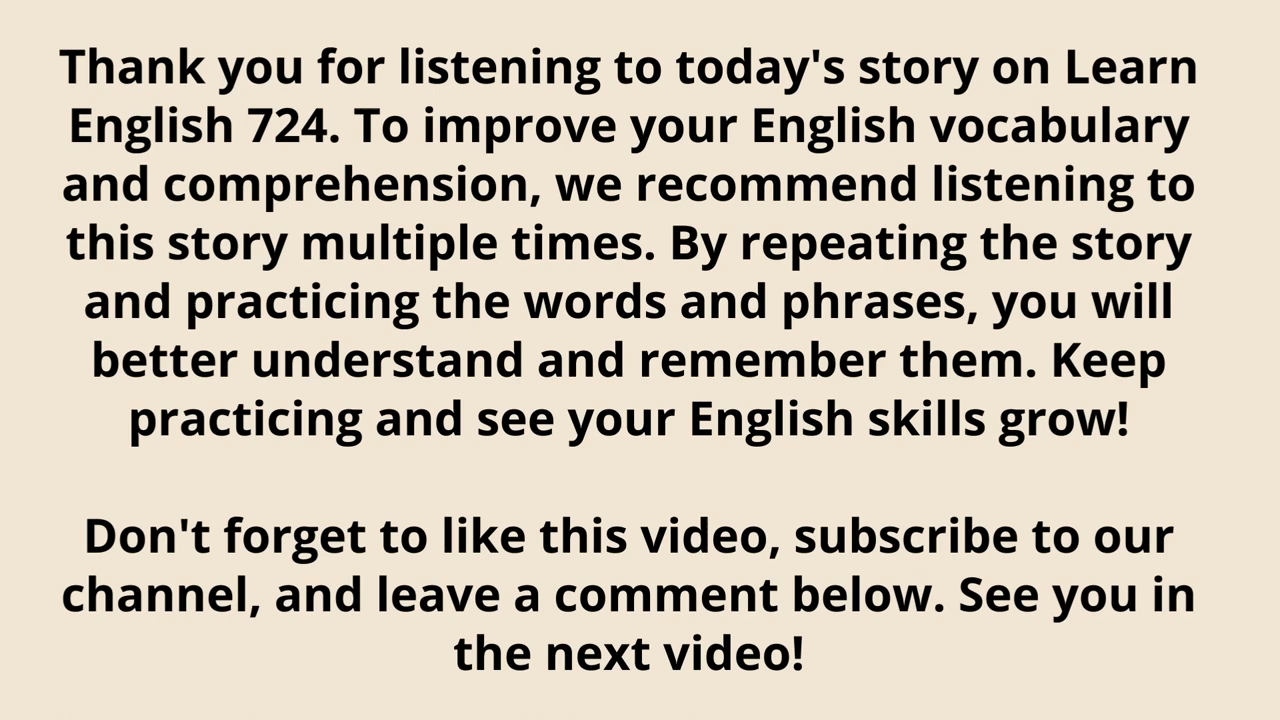 Thank you for listening to today's story on Learn
English 724. To improve your English vocabulary
and comprehension, we recommend listening to
this story multiple times. By repeating the story
and practicing the words and phrases, you will
better understand and remember them. Keep
practicing and see your English skills grow!
Don't forget to like this video, subscribe to our
channel, and leave a comment below. See you in
the next video!